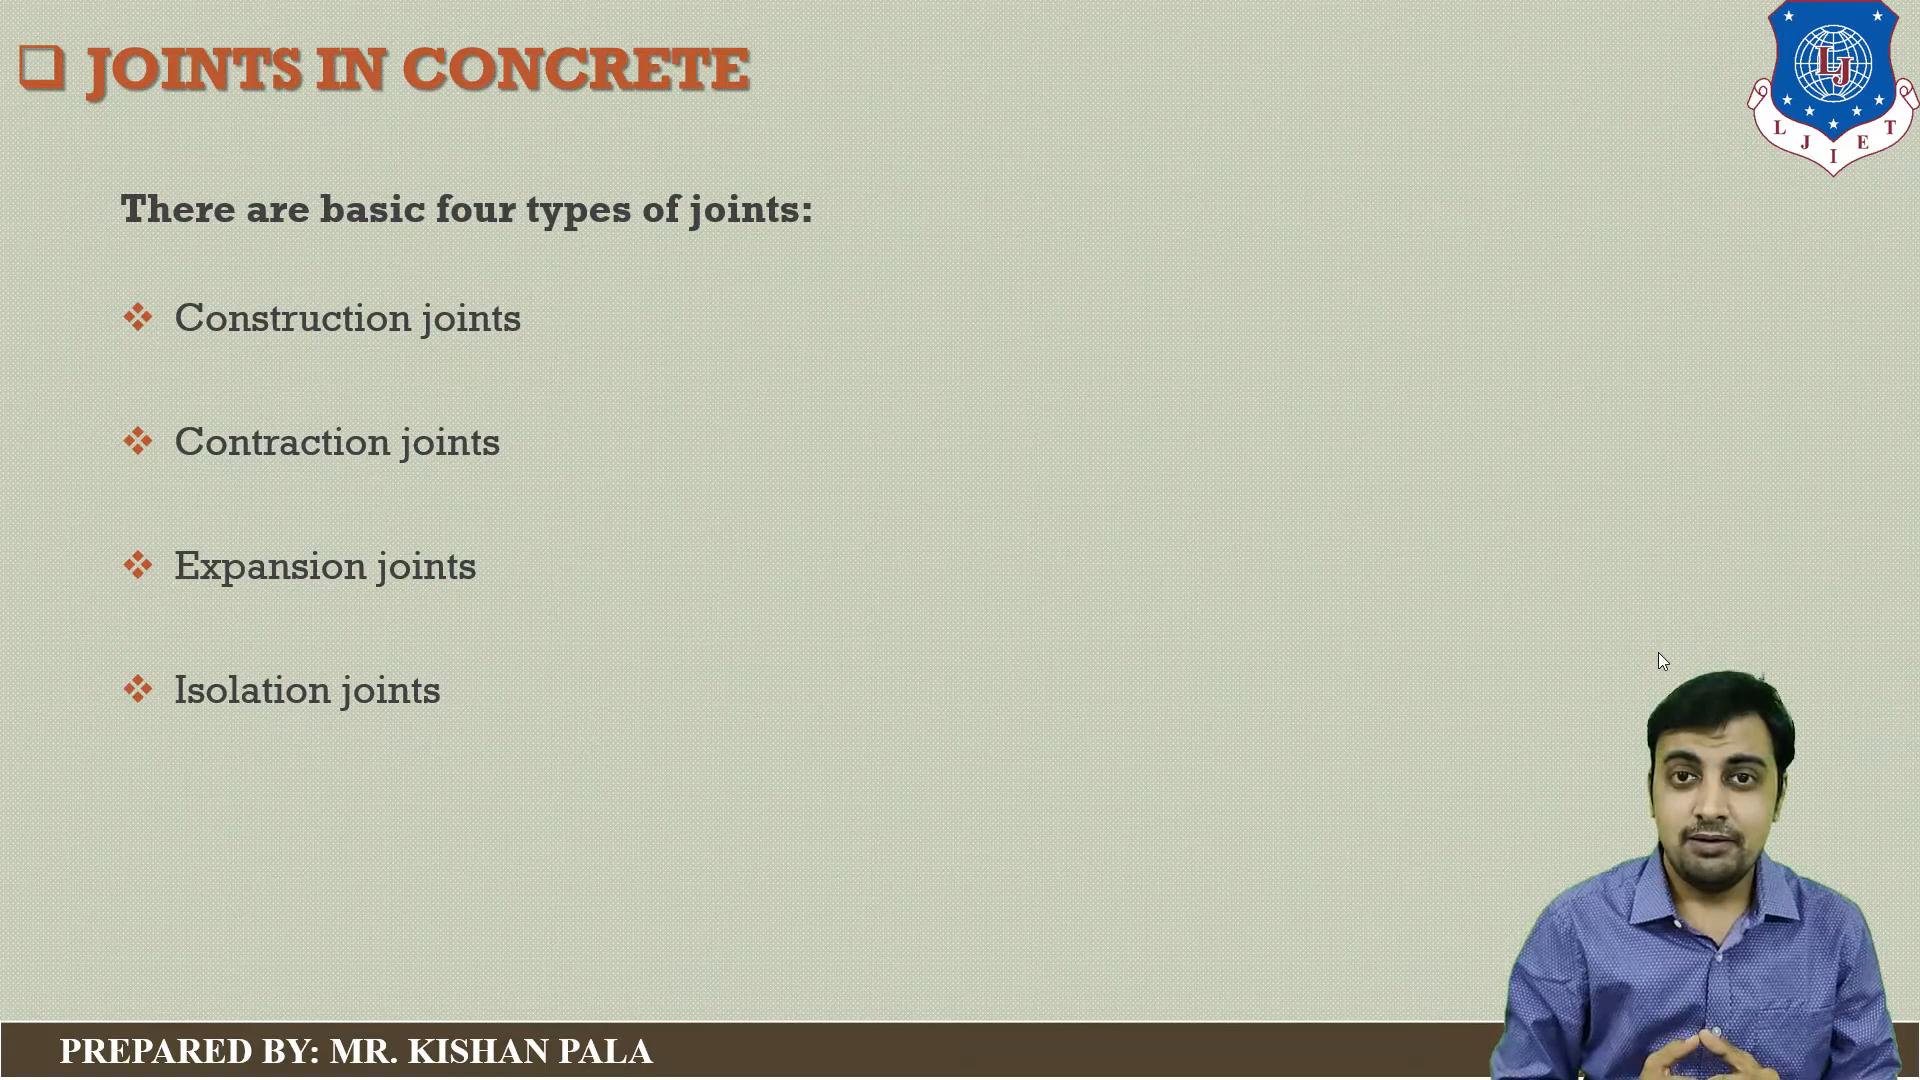 JOINTS IN CONCRETE
LJ
L J I E T
There are basic four types of joints:
Construction joints
Contraction joints
Expansion joints
Isolation joints
PREPARED BY: MR. KISHAN PALA